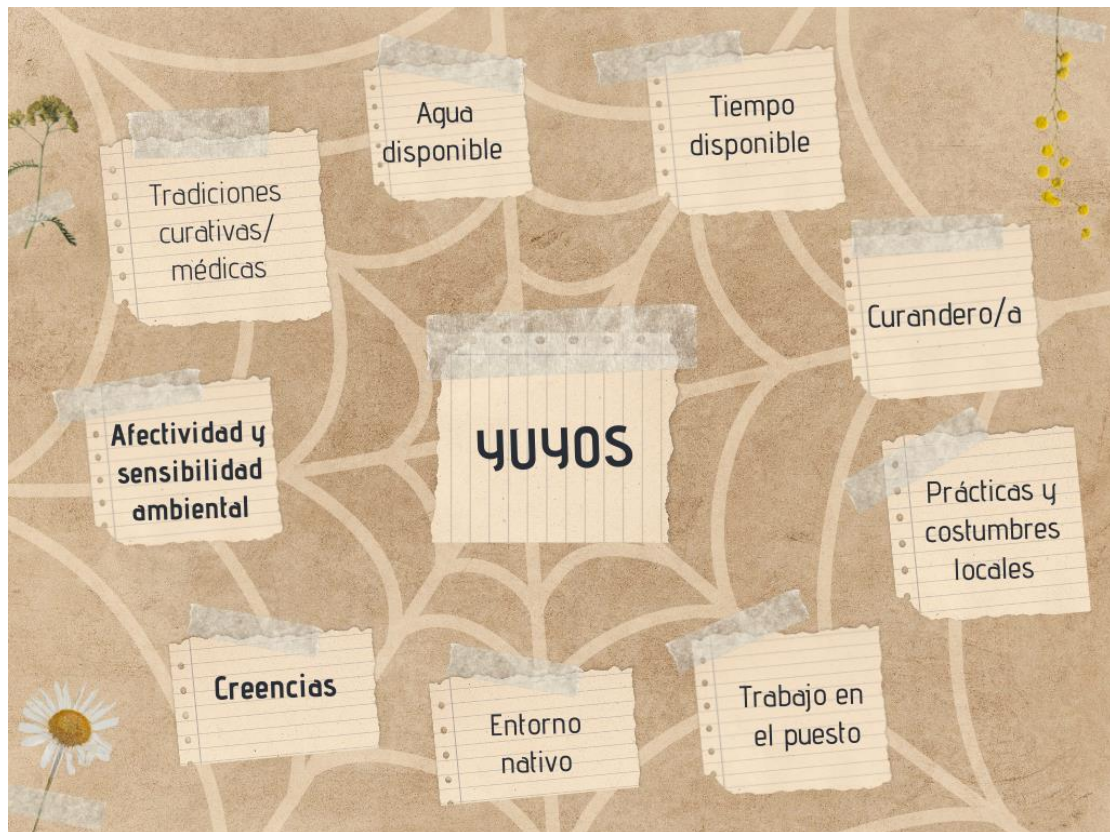 Agua
disponible
Tiempo
disponible
Tradiciones
curativas/
médicas
Curandero/a
Afectividad y
sensibilidad
ambiental
YUYOS
Prácticas y
costumbres
locales
Creencias
Entorno
nativo
Trabajo en
el puesto